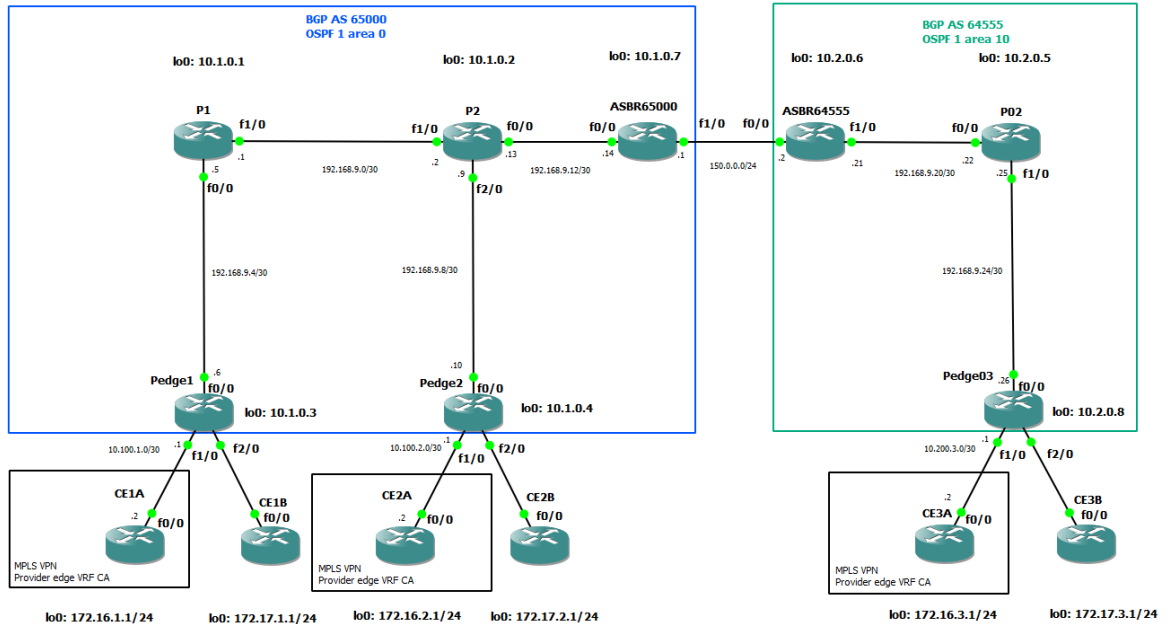 BGP AS 65000
OSPF 1 area 0
BGP AS 64555
OSPF 1 area 10
lo0: 10.1.0.1
lo0: 10.1.0.2
lo0: 10.1.0.7
lo0: 10.2.0.6
lo0: 10.2.0.5
P1
P2
ASBR65000
ASBR64555
P02
f1/0
f1/0
f0/0
f0/0
f1/0
f0/0
f1/0
f0/0
.1
.2
.13
.14
.1
.2
.21
.22
.5
.9
.25
192.168.9.0/30
192.168.9.12/30
150.0.0.0/24
192.168.9.20/30
f0/0
f2/0
f1/0
192.168.9.4/30
192.168.9.8/30
192.168.9.24/30
.6
.10
.26
Pedge1
f0/0
Pedge2
f0/0
Pedge03
f0/0
lo0: 10.1.0.3
lo0: 10.1.0.4
lo0: 10.2.0.8
10.100.1.0/30
.1
f1/0
f2/0
10.100.2.0/30
.1
f1/0
f2/0
10.200.3.0/30
.1
f1/0
f2/0
CE1A
.2
f0/0
CE1B
f0/0
CE2A
.2
f0/0
CE2B
f0/0
.2
CE3A
f0/0
CE3B
f0/0
MPLS VPN
Provider edge VRF CA
MPLS VPN
Provider edge VRF CA
MPLS VPN
Provider edge VRF CA
lo0: 172.16.1.1/24
lo0: 172.17.1.1/24
lo0: 172.16.2.1/24
lo0: 172.17.2.1/24
lo0: 172.16.3.1/24
lo0: 172.17.3.1/24